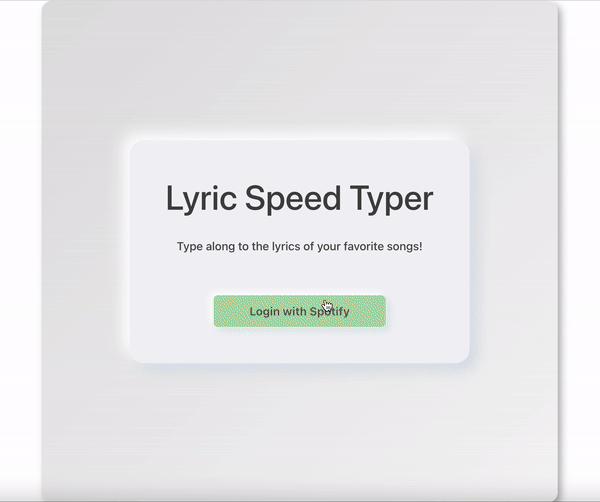 Lyric Speed Typer
Type along to the lyrics of your favorite songs!
Login with Spotify